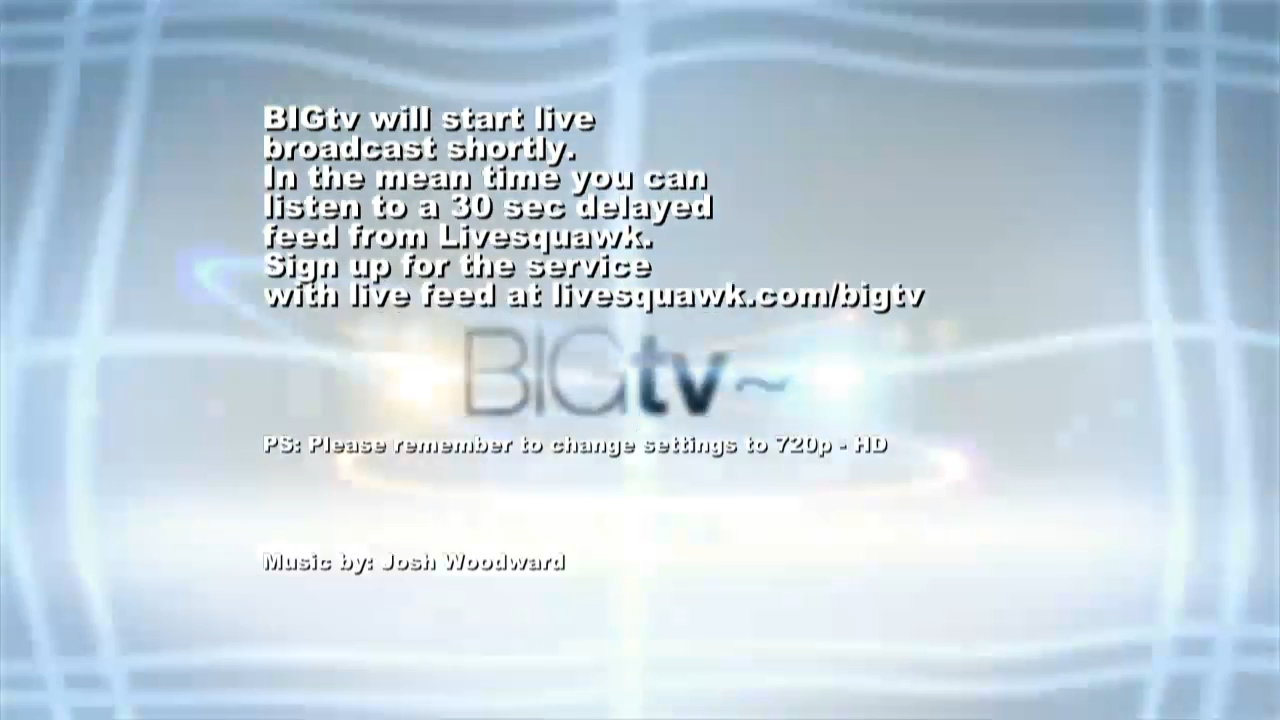 BIGtv will start live
broadcast shortly.
In the mean time you can
listen to a 30 sec delayed
feed from Livesquawk.
Sign up for the service
with live feed at livesquawk.com/bigtv
BIGtv~
PS: Please remember to change settings to 720p - HD
Music by: Josh Woodward